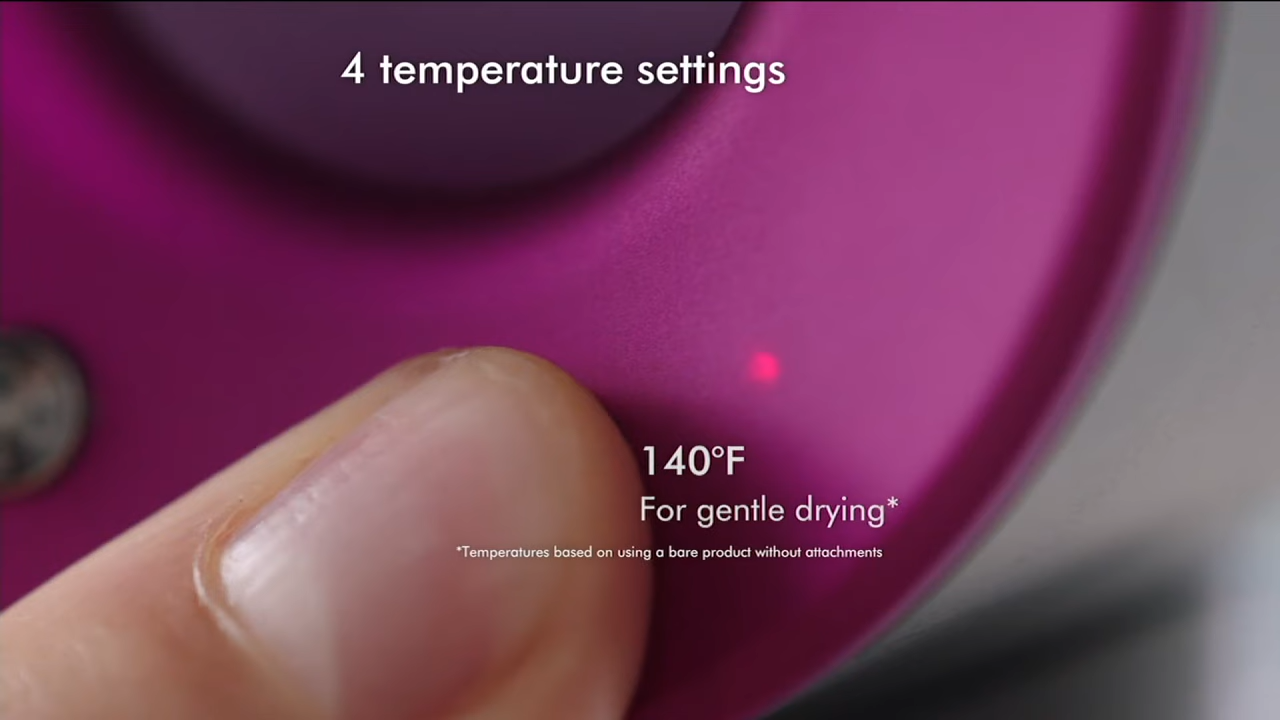 4 temperature settings
140°F
For gentle drying*
*Temperatures based on using a bare product without attachments